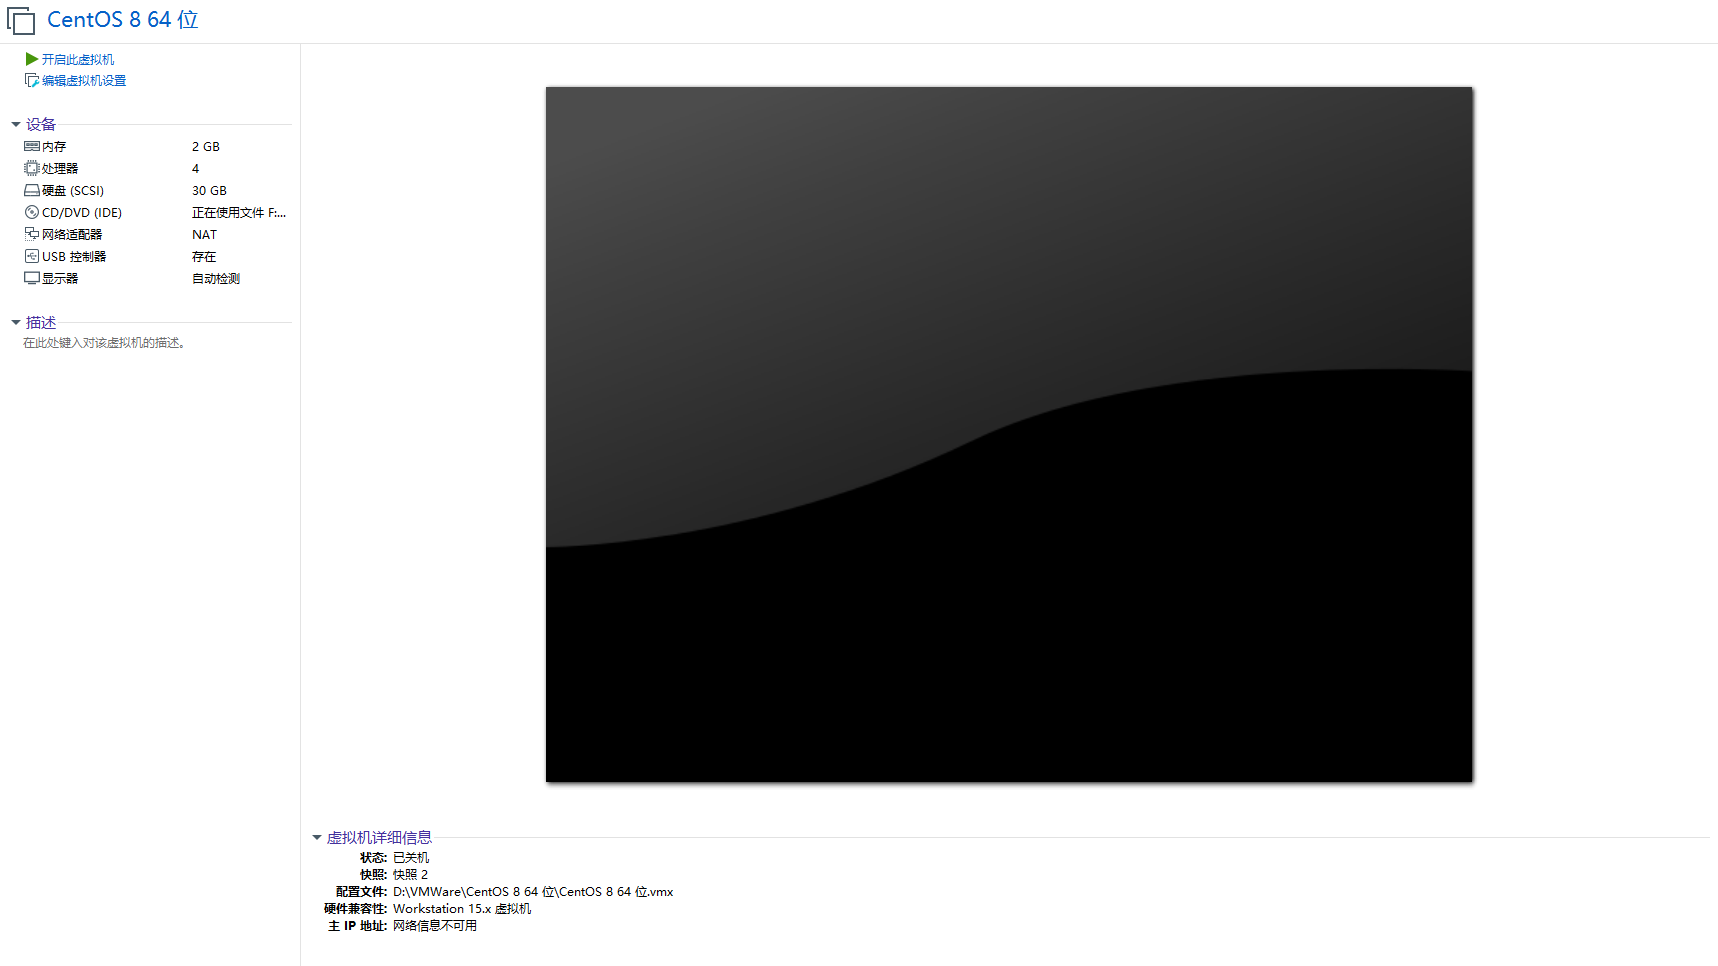 CentOS 8 64 位
开启此虚拟机
编辑虚拟机设置
设备
内存 2 GB
处理器 4
硬盘 (SCSI) 30 GB
CD/DVD (IDE) 正在使用文件 F:...
网络适配器 NAT
USB 控制器 存在
显示器 自动检测
描述
在此处键入对该虚拟机的描述。
虚拟机详细信息
状态: 已关机
快照: 快照 2
配置文件: D:\VMWare\CentOS 8 64 位\CentOS 8 64 位.vmx
硬件兼容性: Workstation 15.x 虚拟机
主 IP 地址: 网络信息不可用